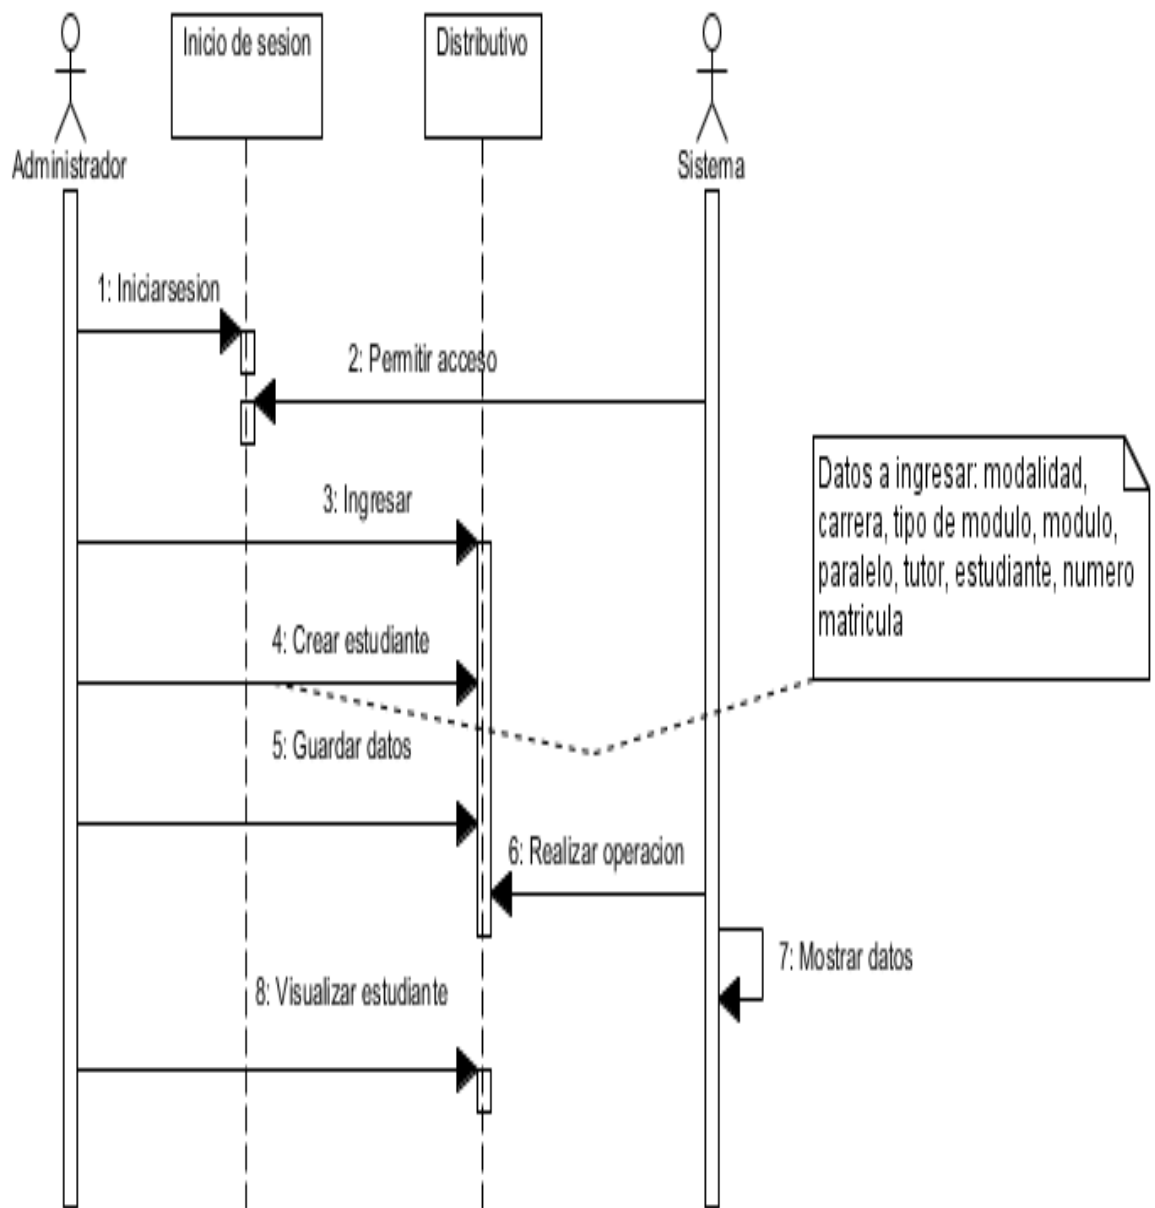 Inicio de sesion
Distributivo
Administrador
Sistema
1: Iniciarsesion
2: Permitir acceso
3: Ingresar
Datos a ingresar: modalidad,
carrera, tipo de modulo, modulo,
paralelo, tutor, estudiante, numero
matricula
4: Crear estudiante
5: Guardar datos
6: Realizar operacion
7: Mostrar datos
8: Visualizar estudiante